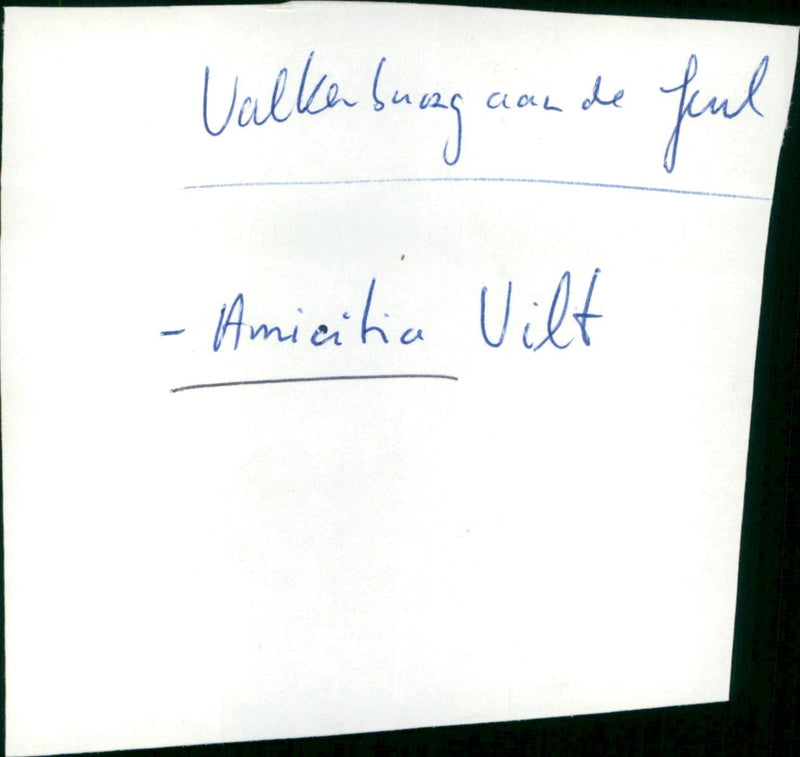 Valkenburg aan de Geul
- Amicitia Vilt